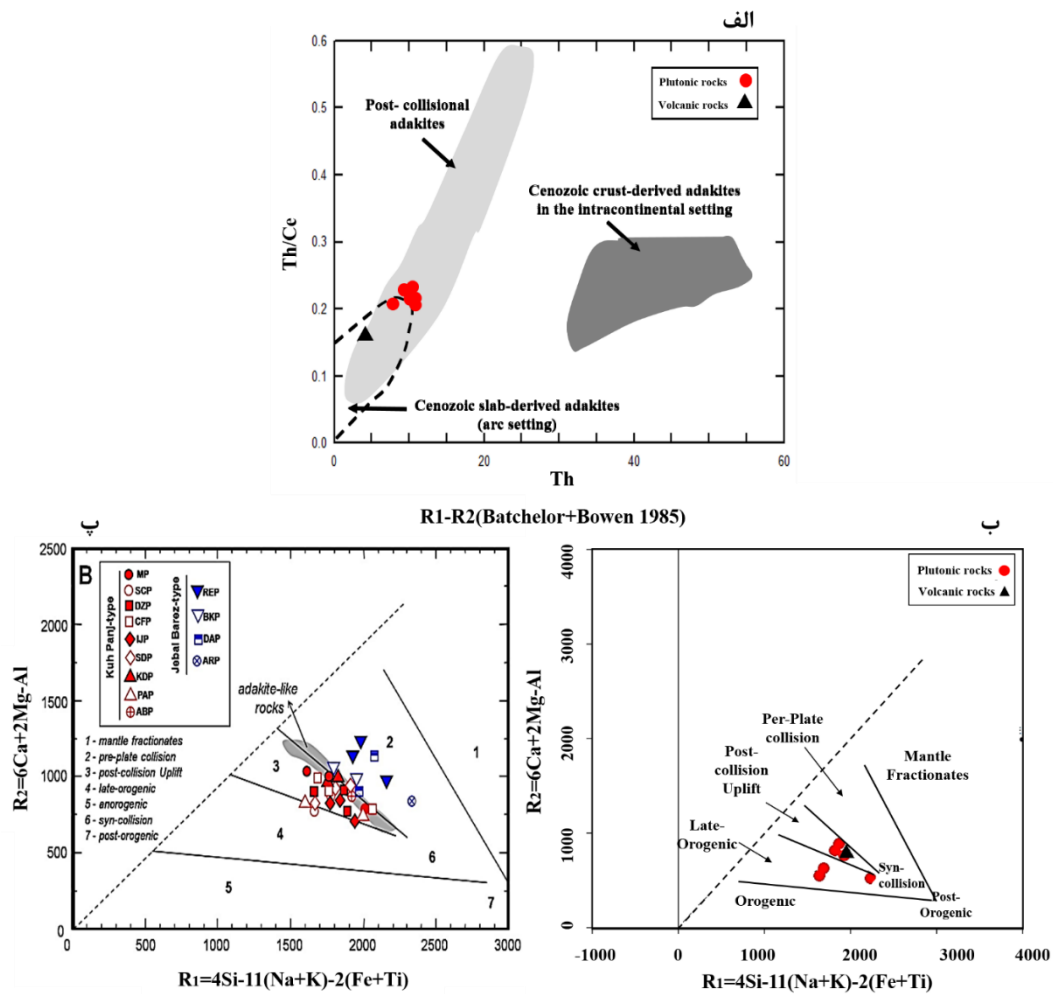 الف
0.6
0.5
0.4
0.3
0.2
0.1
0.0
Th/Ce
Plutonic rocks
Volcanic rocks
Post- collisional
adakites
Cenozoic crust-derived adakites
in the intracontinental setting
Cenozoic slab-derived adakites
(arc setting)
0
20
40
60
Th
R1-R2(Batchelor+Bowen 1985)
پ
2500
2000
1500
1000
500
0
R2=6Ca+2Mg-Al
B
Kuh Panj-type
MP
SCP
DZP
CFP
IJP
SDP
KDP
PAP
ABP
Jebal Barez-type
REP
BKP
DAP
ARP
adakite-like
rocks
1 - mantle fractionates
2 - pre-plate collision
3 - post-collision Uplift
4 - late-orogenic
5 - anorogenic
6 - syn-collision
7 - post-orogenic
1
2
3
4
5
6
7
0
500
1000
1500
2000
2500
3000
R1=4Si-11(Na+K)-2(Fe+Ti)
ب
4000
3000
2000
1000
0
R2=6Ca+2Mg-Al
Plutonic rocks
Volcanic rocks
Per-Plate
collision
Post-
collision
Uplift
Mantle
Fractionates
Late-
Orogenic
Syn-
collision
Orogenic
Post-
Orogenic
-1000
0
1000
2000
3000
4000
R1=4Si-11(Na+K)-2(Fe+Ti)